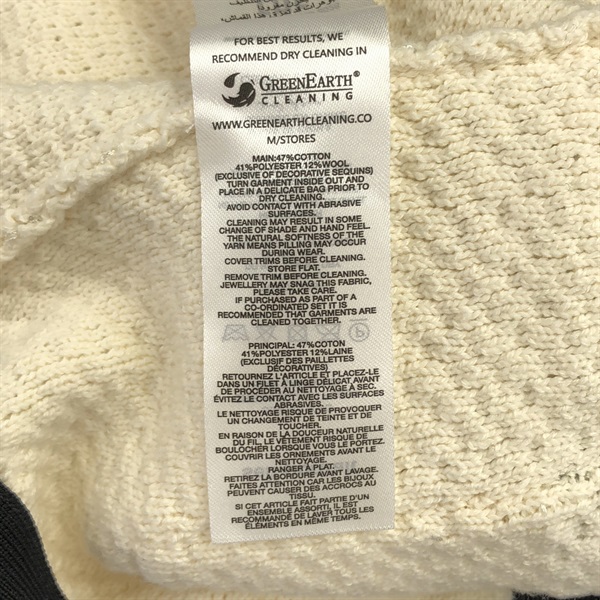 FOR BEST RESULTS, WE
RECOMMEND DRY CLEANING IN
GREENEARTH®
CLEANING
WWW.GREENEARTHCLEANING.CO
M/STORES
MAIN:47%COTTON
41%POLYESTER 12%WOOL
(EXCLUSIVE OF DECORATIVE SEQUINS)
TURN GARMENT INSIDE OUT AND
PLACE IN A DELICATE BAG PRIOR TO
DRY CLEANING.
AVOID CONTACT WITH ABRASIVE
SURFACES.
CLEANING MAY RESULT IN SOME
CHANGE OF SHADE AND HAND FEEL.
THE NATURAL SOFTNESS OF THE
YARN MEANS PILLING MAY OCCUR
DURING WEAR.
COVER TRIMS BEFORE CLEANING.
STORE FLAT.
REMOVE TRIM BEFORE CLEANING.
JEWELLERY MAY SNAG THIS FABRIC,
PLEASE TAKE CARE.
IF PURCHASED AS PART OF A
CO-ORDINATED SET IT IS
RECOMMENDED THAT GARMENTS ARE
CLEANED TOGETHER.
PRINCIPAL: 47%COTON
41%POLYESTER 12%LAINE
(EXCLUSIF DES PAILLETTES
DÉCORATIVES)
RETOURNEZ L'ARTICLE ET PLACEZ-LE
DANS UN FILET À LINGE DÉLICAT AVANT
DE PROCÉDER AU NETTOYAGE À SEC.
ÉVITEZ LE CONTACT AVEC LES SURFACES
ABRASIVES.
LE NETTOYAGE RISQUE DE PROVOQUER
UN CHANGEMENT DE TEINTE ET DE
TOUCHER.
EN RAISON DE LA DOUCEUR NATURELLE
DU FIL, LE VÊTEMENT RISQUE DE
BOULOCHER LORSQUE VOUS LE PORTEZ.
COUVRIR LES ORNEMENTS AVANT LE
NETTOYAGE.
RANGER À PLAT.
RETIREZ LA BORDURE AVANT LAVAGE.
FAITES ATTENTION CAR LES BIJOUX
PEUVENT CAUSER DES ACCROCS AU
TISSU.
SI CET ARTICLE FAIT PARTIE D'UN
ENSEMBLE ASSORTI, IL EST
RECOMMANDÉ DE LAVER TOUS LES
ÉLÉMENTS EN MÊME TEMPS.